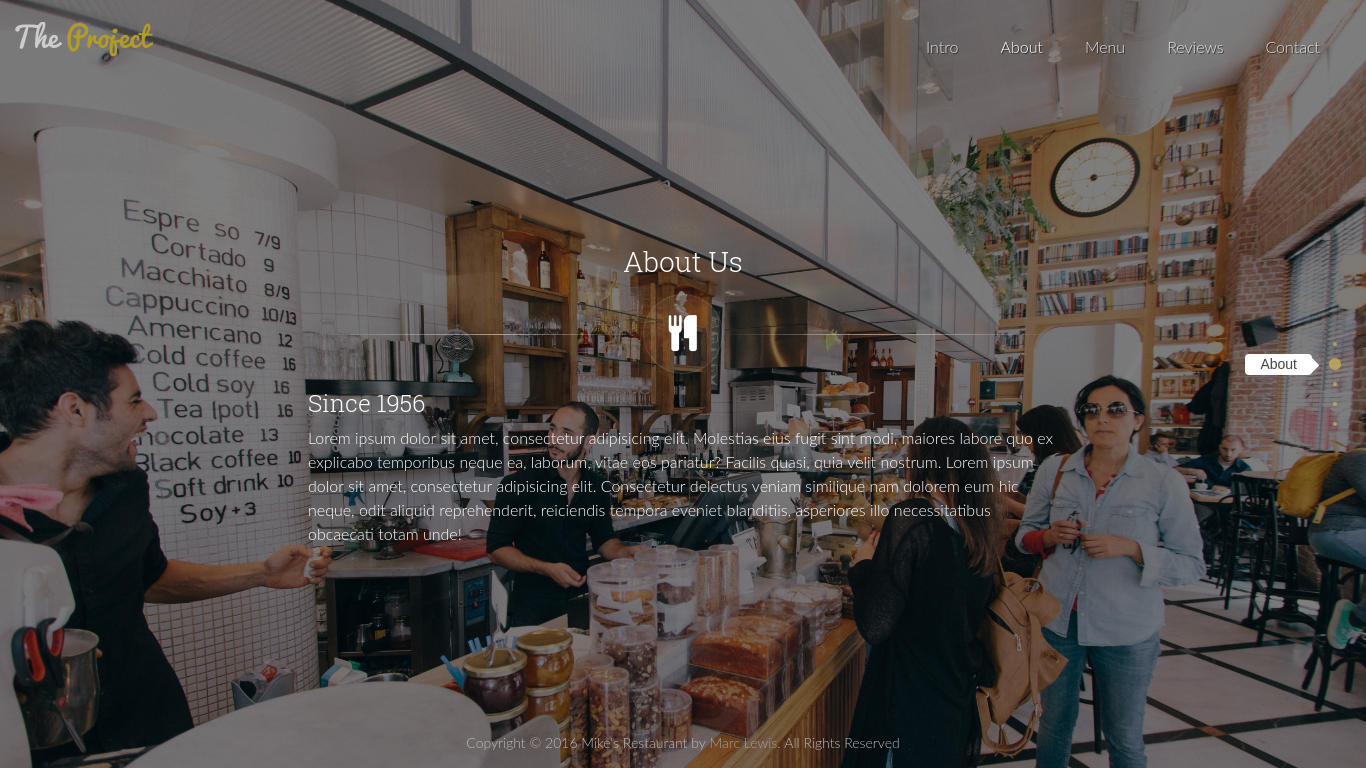 The Project
Intro
About
Menu
Reviews
Contact
Espre so 7/9
Cortado 9
Macchiato 8/9
Cappuccino 10/13
Americano 12
Cold coffee 16
Cold soy 16
Tea (pot) 16
hocolate 13
Black coffee 10
Soft drink 10
Soy+3
About Us
About
Since 1956
Lorem ipsum dolor sit amet, consectetur adipisicing elit. Molestias eius fugit sint modi, maiores labore quo ex
explicabo temporibus neque ea, laborum, vitae eos pariatur? Facilis quasi, quia velit nostrum. Lorem ipsum
dolor sit amet, consectetur adipisicing elit. Consectetur delectus veniam similique nam dolorem eum hic
neque, odit aliquid reprehenderit, reiciendis tempora eveniet blanditiis, asperiores illo necessitatibus
obcaecati totam unde!
Copyright © 2016 Mike's Restaurant by Marc Lewis. All Rights Reserved